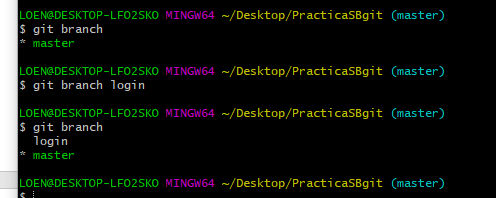 LOEN@DESKTOP-LFO2SKO MINGW64 ~/Desktop/PracticaSBgit (master)
$ git branch
* master
LOEN@DESKTOP-LFO2SKO MINGW64 ~/Desktop/PracticaSBgit (master)
$ git branch login
LOEN@DESKTOP-LFO2SKO MINGW64 ~/Desktop/PracticaSBgit (master)
$ git branch
login
* master
LOEN@DESKTOP-LFO2SKO MINGW64 ~/Desktop/PracticaSBgit (master)
$